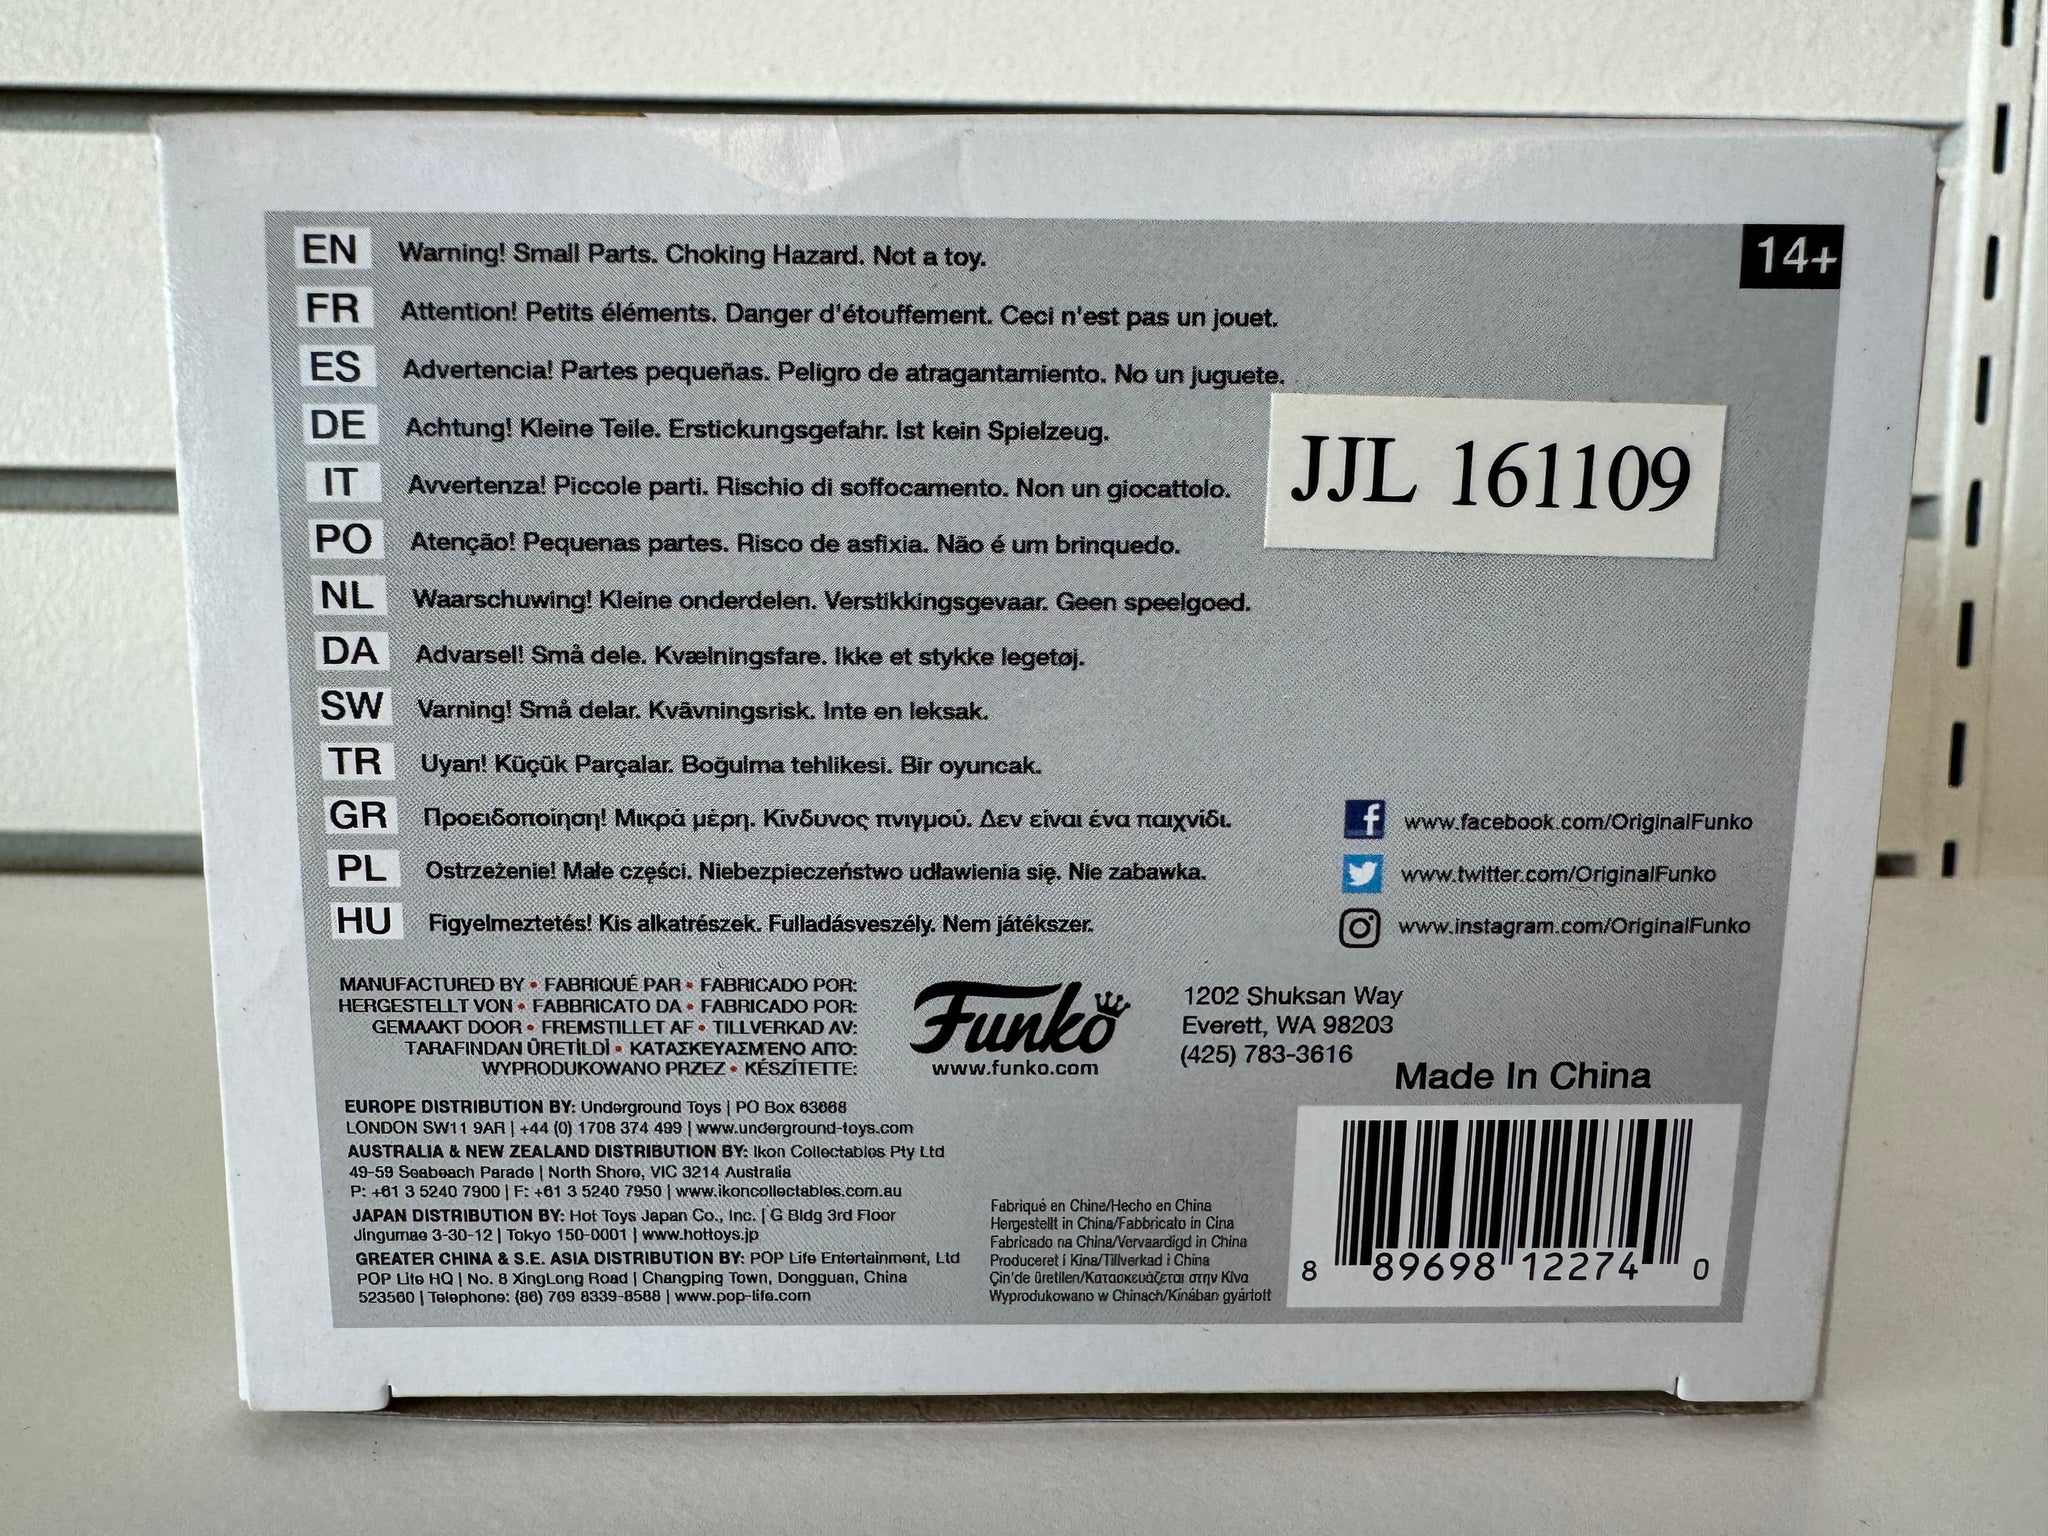 EN Warning! Small Parts. Choking Hazard. Not a toy.
14+
FR Attention! Petits éléments. Danger d'étouffement. Ceci n'est pas un jouet.
ES Advertencia! Partes pequeñas. Peligro de atragantamiento. No un juguete.
DE Achtung! Kleine Teile. Erstickungsgefahr. Ist kein Spielzeug.
IT Avvertenza! Piccole parti. Rischio di soffocamento. Non un giocattolo.
JJL 161109
PO Atenção! Pequenas partes. Risco de asfixia. Não é um brinquedo.
NL Waarschuwing! Kleine onderdelen. Verstikkingsgevaar. Geen speelgoed.
DA Advarsel! Små dele. Kvælningsfare. Ikke et stykke legetøj.
SW Varning! Små delar. Kvävningsrisk. Inte en leksak.
TR Uyarı! Küçük Parçalar. Boğulma tehlikesi. Bir oyuncak.
GR Προειδοποίηση! Μικρά μέρη. Κίνδυνος πνιγμού. Δεν είναι ένα παιχνίδι.
PL Ostrzeżenie! Małe części. Niebezpieczeństwo udławienia się. Nie zabawka.
HU Figyelmeztetés! Kis alkatrészek. Fulladásveszély. Nem játékszer.
f www.facebook.com/OriginalFunko
www.twitter.com/OriginalFunko
www.instagram.com/OriginalFunko
MANUFACTURED BY • FABRIQUÉ PAR • FABRICADO POR:
HERGESTELLT VON • FABBRICATO DA • FABRICADO POR:
GEMAAKT DOOR • FREMSTILLET AF • TILLVERKAD AV:
TARAFINDAN ÜRETİLDİ • ΚΑΤΑΣΚΕΥΑΣΜΈΝΟ ΑΠΌ:
WYPRODUKOWANO PRZEZ • KÉSZÍTETTE:
Funko
www.funko.com
1202 Shuksan Way
Everett, WA 98203
(425) 783-3616
Made In China
EUROPE DISTRIBUTION BY: Underground Toys | PO Box 63668
LONDON SW11 9AR | +44 (0) 1708 374 499 | www.underground-toys.com
AUSTRALIA & NEW ZEALAND DISTRIBUTION BY: Ikon Collectables Pty Ltd
49-59 Seabeach Parade | North Shore, VIC 3214 Australia
P: +61 3 5240 7900 | F: +61 3 5240 7950 | www.ikoncollectables.com.au
JAPAN DISTRIBUTION BY: Hot Toys Japan Co., Inc. | G Bldg 3rd Floor
Jingumae 3-30-12 | Tokyo 150-0001 | www.hottoys.jp
GREATER CHINA & S.E. ASIA DISTRIBUTION BY: POP Life Entertainment, Ltd
POP Life HQ | No. 8 XingLong Road | Changping Town, Dongguan, China
523560 | Telephone: (86) 769 8339-8588 | www.pop-life.com
Fabriqué en Chine/Hecho en China
Hergestellt in China/Fabbricato in Cina
Fabricado na China/Vervaardigd in China
Produceret i Kina/Tillverkad i China
Çin'de üretilen/Κατασκευάζεται στην Κίνα
Wyprodukowano w Chinach/Kínában gyártott
8 89698 12274 0